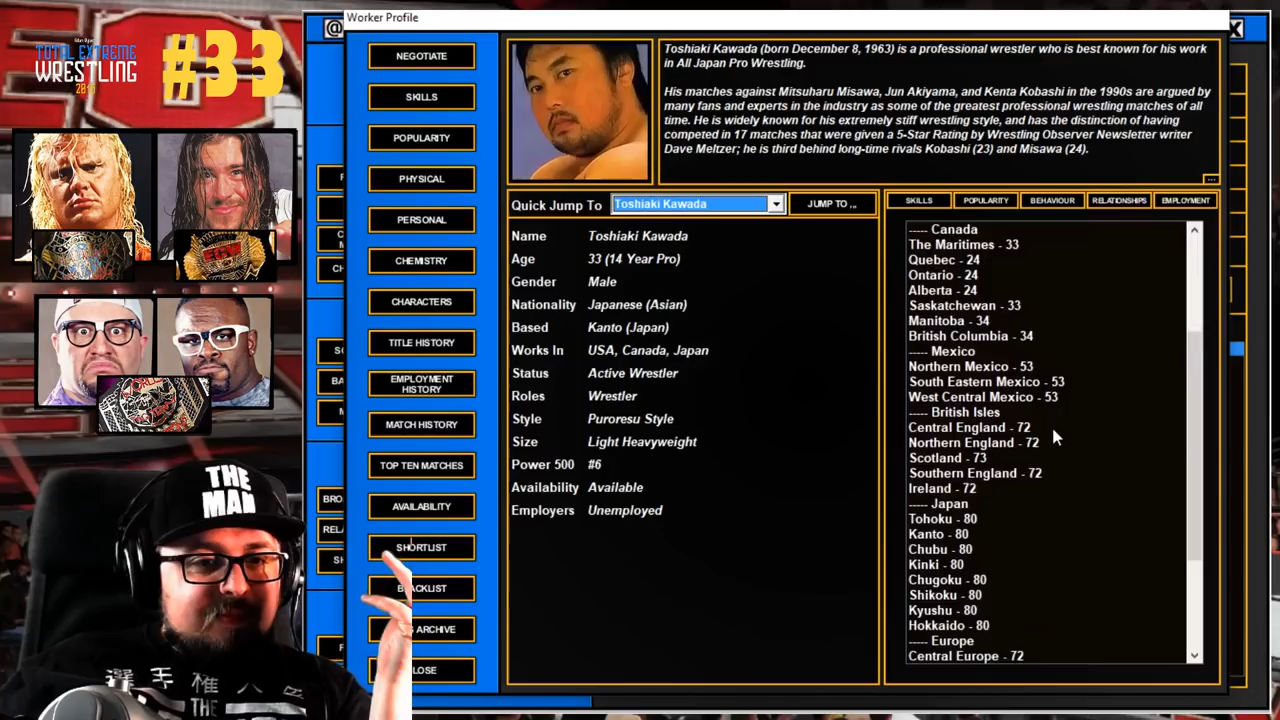 Worker Profile
Adam Ryland's
TOTAL EXTREME
WRESTLING
#33
NEGOTIATE
SKILLS
POPULARITY
PHYSICAL
PERSONAL
CHEMISTRY
CHARACTERS
TITLE HISTORY
EMPLOYMENT
HISTORY
MATCH HISTORY
TOP TEN MATCHES
AVAILABILITY
SHORTLIST
BLACKLIST
ARCHIVE
LOSE
Toshiaki Kawada (born December 8, 1963) is a professional wrestler who is best known for his work
in All Japan Pro Wrestling.
His matches against Mitsuharu Misawa, Jun Akiyama, and Kenta Kobashi in the 1990s are argued by
many fans and experts in the industry as some of the greatest professional wrestling matches of all
time. He is widely known for his extremely stiff wrestling style, and has the distinction of having
competed in 17 matches that were given a 5-Star Rating by Wrestling Observer Newsletter writer
Dave Meltzer; he is third behind long-time rivals Kobashi (23) and Misawa (24).
...
Quick Jump To Toshiaki Kawada JUMP TO ,,,
Name Toshiaki Kawada
Age 33 (14 Year Pro)
Gender Male
Nationality Japanese (Asian)
Based Kanto (Japan)
Works In USA, Canada, Japan
Status Active Wrestler
Roles Wrestler
Style Puroresu Style
Size Light Heavyweight
Power 500 #6
Availability Available
Employers Unemployed
SKILLS POPULARITY BEHAVIOUR RELATIONSHIPS EMPLOYMENT
----- Canada
The Maritimes - 33
Quebec - 24
Ontario - 24
Alberta - 24
Saskatchewan - 33
Manitoba - 34
British Columbia - 34
----- Mexico
Northern Mexico - 53
South Eastern Mexico - 53
West Central Mexico - 53
----- British Isles
Central England - 72
Northern England - 72
Scotland - 73
Southern England - 72
Ireland - 72
----- Japan
Tohoku - 80
Kanto - 80
Chubu - 80
Kinki - 80
Chugoku - 80
Shikoku - 80
Kyushu - 80
Hokkaido - 80
----- Europe
Central Europe - 72
BRO
RELA
THE
MAN
選手権
THE